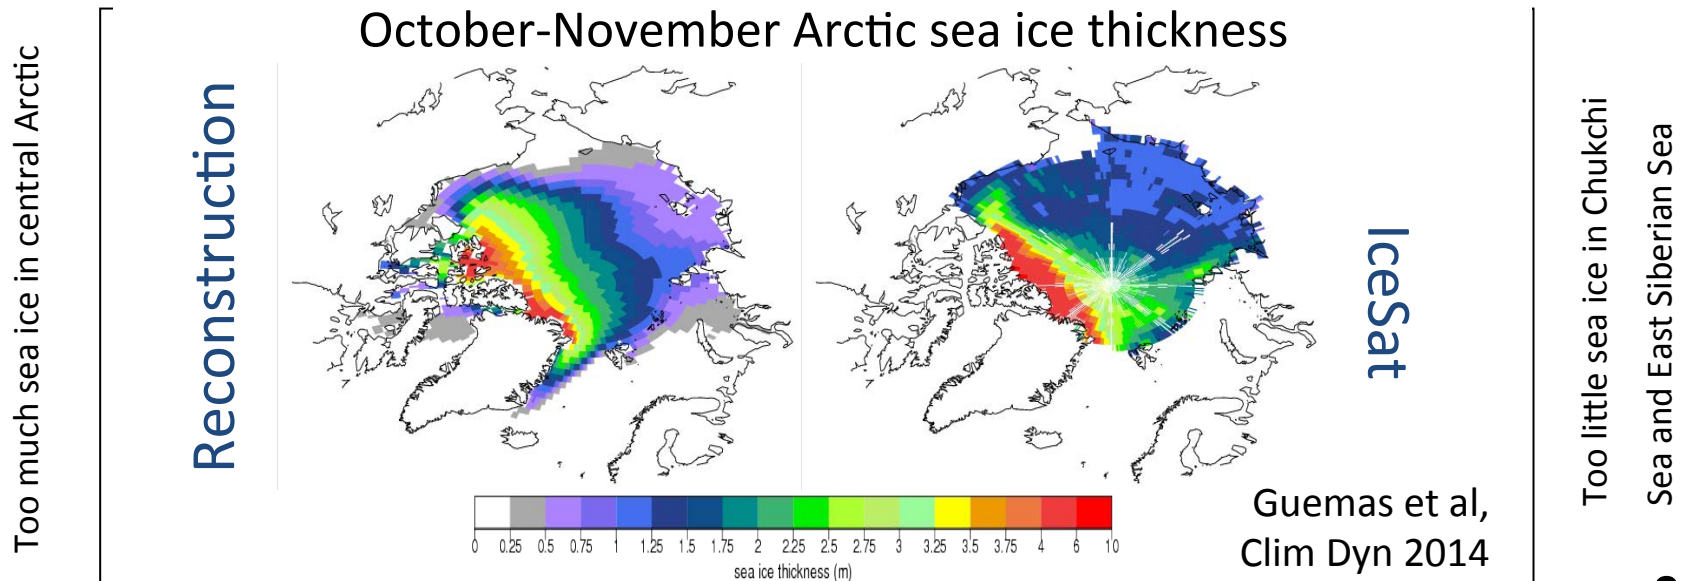 October-November Arctic sea ice thickness
Too much sea ice in central Arctic
Reconstruction
IceSat
Too little sea ice in Chukchi
Sea and East Siberian Sea
0 0.25 0.5 0.75 1 1.25 1.5 1.75 2 2.25 2.5 2.75 3 3.25 3.5 3.75 4 6 10
sea ice thickness (m)
Guemas et al,
Clim Dyn 2014